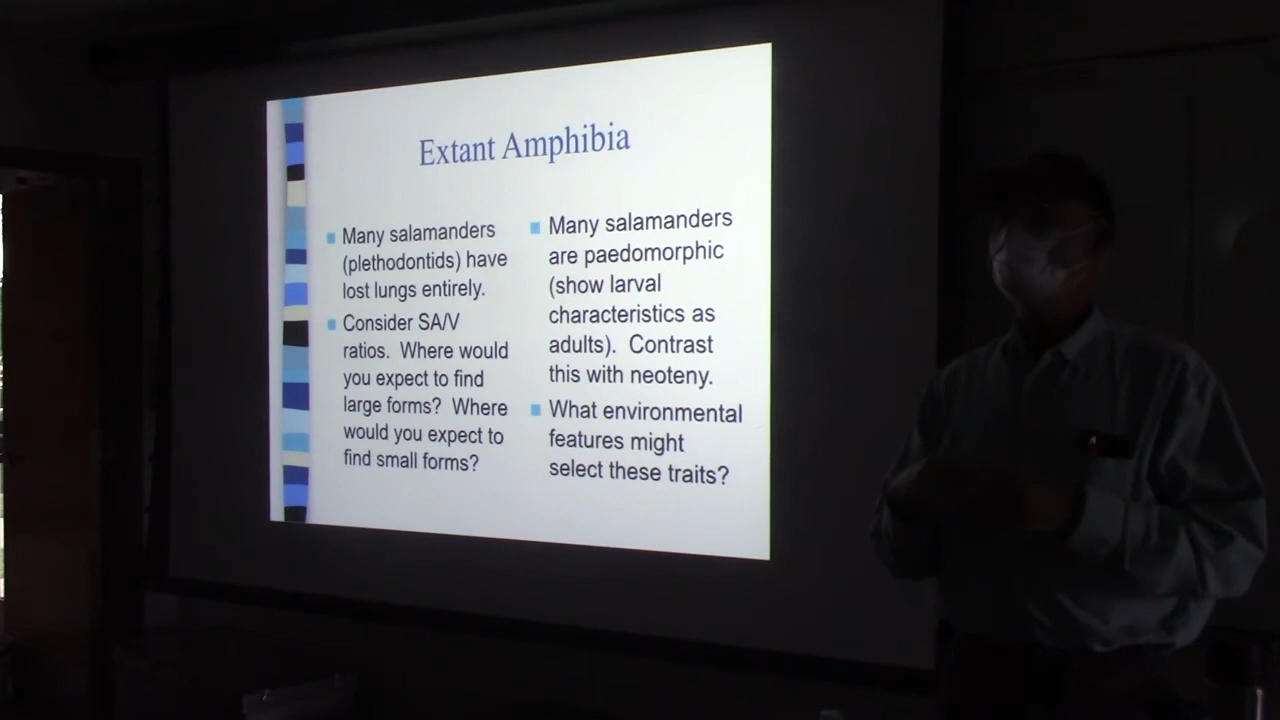 Extant Amphibia
Many salamanders
(plethodontids) have
lost lungs entirely.
Consider SA/V
ratios. Where would
you expect to find
large forms? Where
would you expect to
find small forms?
Many salamanders
are paedomorphic
(show larval
characteristics as
adults). Contrast
this with neoteny.
What environmental
features might
select these traits?